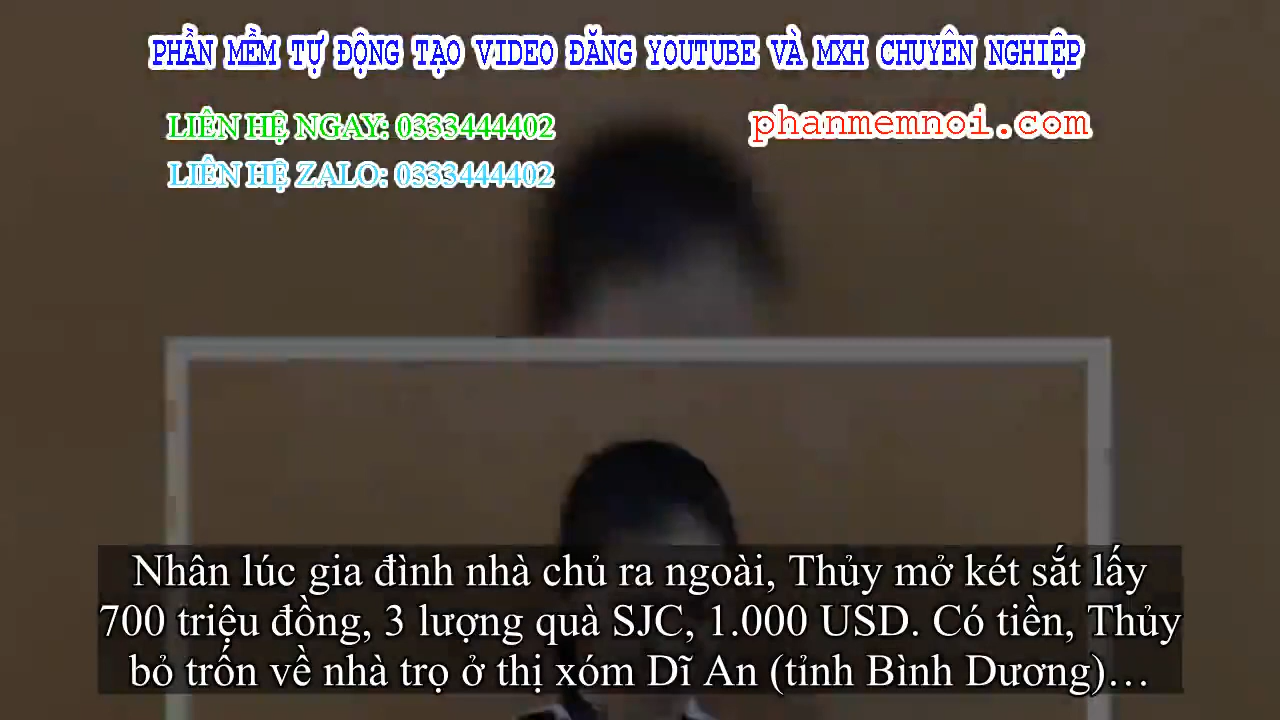 PHẦN MỀM TỰ ĐỘNG TẠO VIDEO ĐĂNG YOUTUBE VÀ MXH CHUYÊN NGHIỆP
LIÊN HỆ NGAY: 0333444402
phanmemnoi.com
LIÊN HỆ ZALO: 0333444402
Nhân lúc gia đình nhà chủ ra ngoài, Thủy mở két sắt lấy
700 triệu đồng, 3 lượng quà SJC, 1.000 USD. Có tiền, Thủy
bỏ trốn về nhà trọ ở thị xóm Dĩ An (tỉnh Bình Dương)…